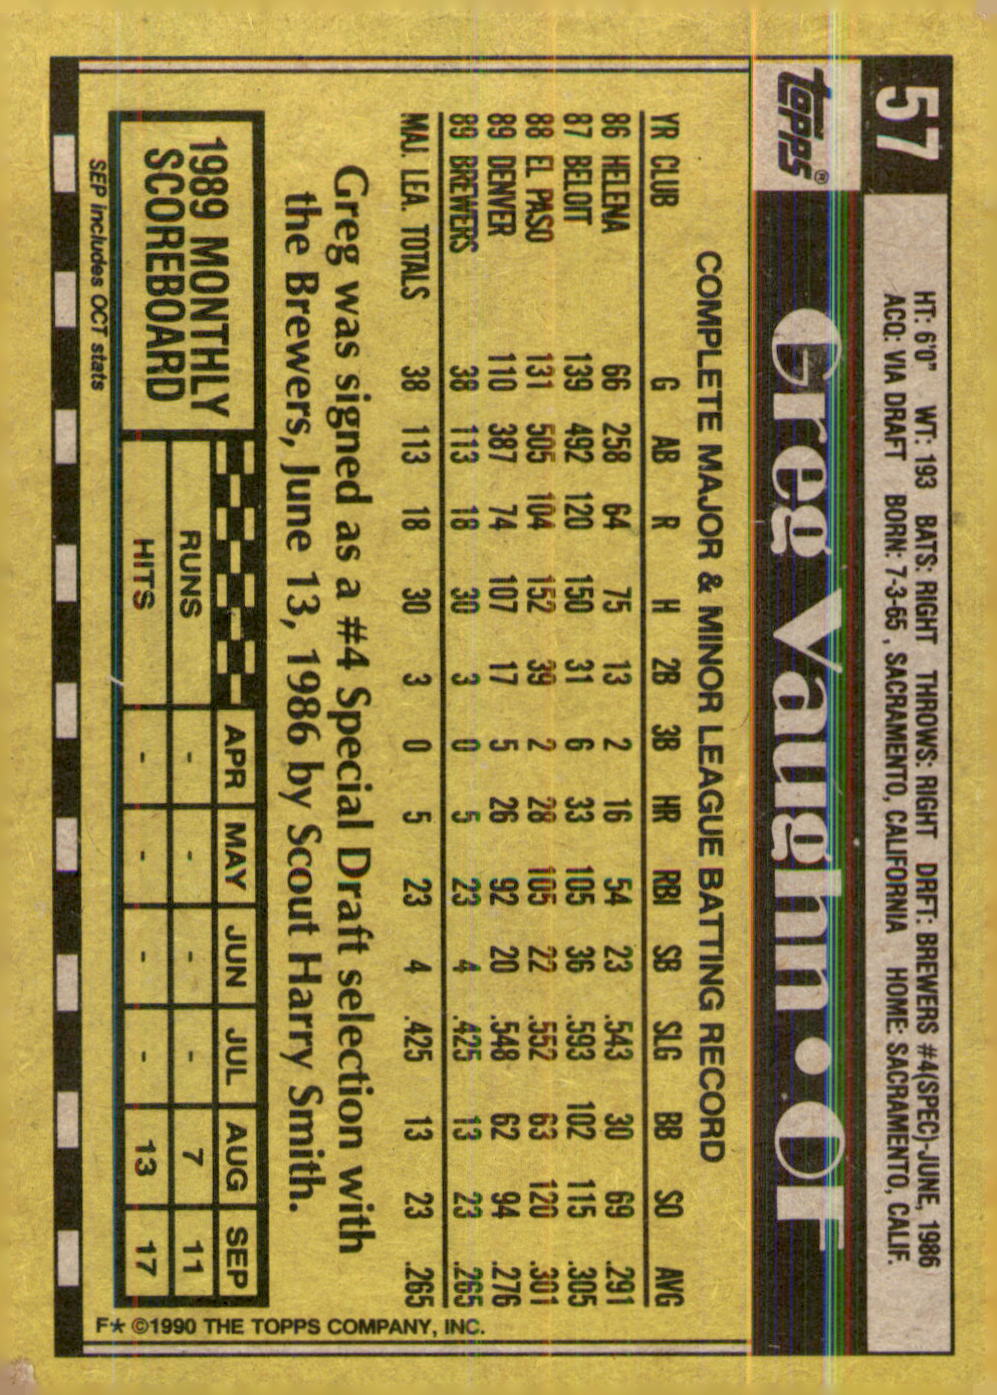 57
HT: 6'0" WT: 193 BATS: RIGHT THROWS: RIGHT DRFT: BREWERS #4(SPEC)-JUNE, 1986
ACQ: VIA DRAFT BORN: 7-3-65 , SACRAMENTO, CALIFORNIA HOME: SACRAMENTO, CALIF.
TOPPS® Greg Vaughn • OF
COMPLETE MAJOR & MINOR LEAGUE BATTING RECORD
YR CLUB G AB R H 2B 3B HR RBI SB SLG BB SO AVG
86 HELENA 66 258 64 75 13 2 16 54 23 .543 30 69 .291
87 BELOIT 139 492 120 150 31 6 33 105 36 .593 102 115 .305
88 EL PASO 131 505 104 152 39 2 28 105 22 .552 63 120 .301
89 DENVER 110 387 74 107 17 5 26 92 20 .548 62 94 .276
89 BREWERS 38 113 18 30 3 0 5 23 4 .425 13 23 .265
MAJ. LEA. TOTALS 38 113 18 30 3 0 5 23 4 .425 13 23 .265
Greg was signed as a #4 Special Draft selection with
the Brewers, June 13, 1986 by Scout Harry Smith.
1989 MONTHLY
SCOREBOARD
APR MAY JUN JUL AUG SEP
RUNS - - - - 7 11
HITS - - - - 13 17
SEP includes OCT stats
F* ©1990 THE TOPPS COMPANY, INC.